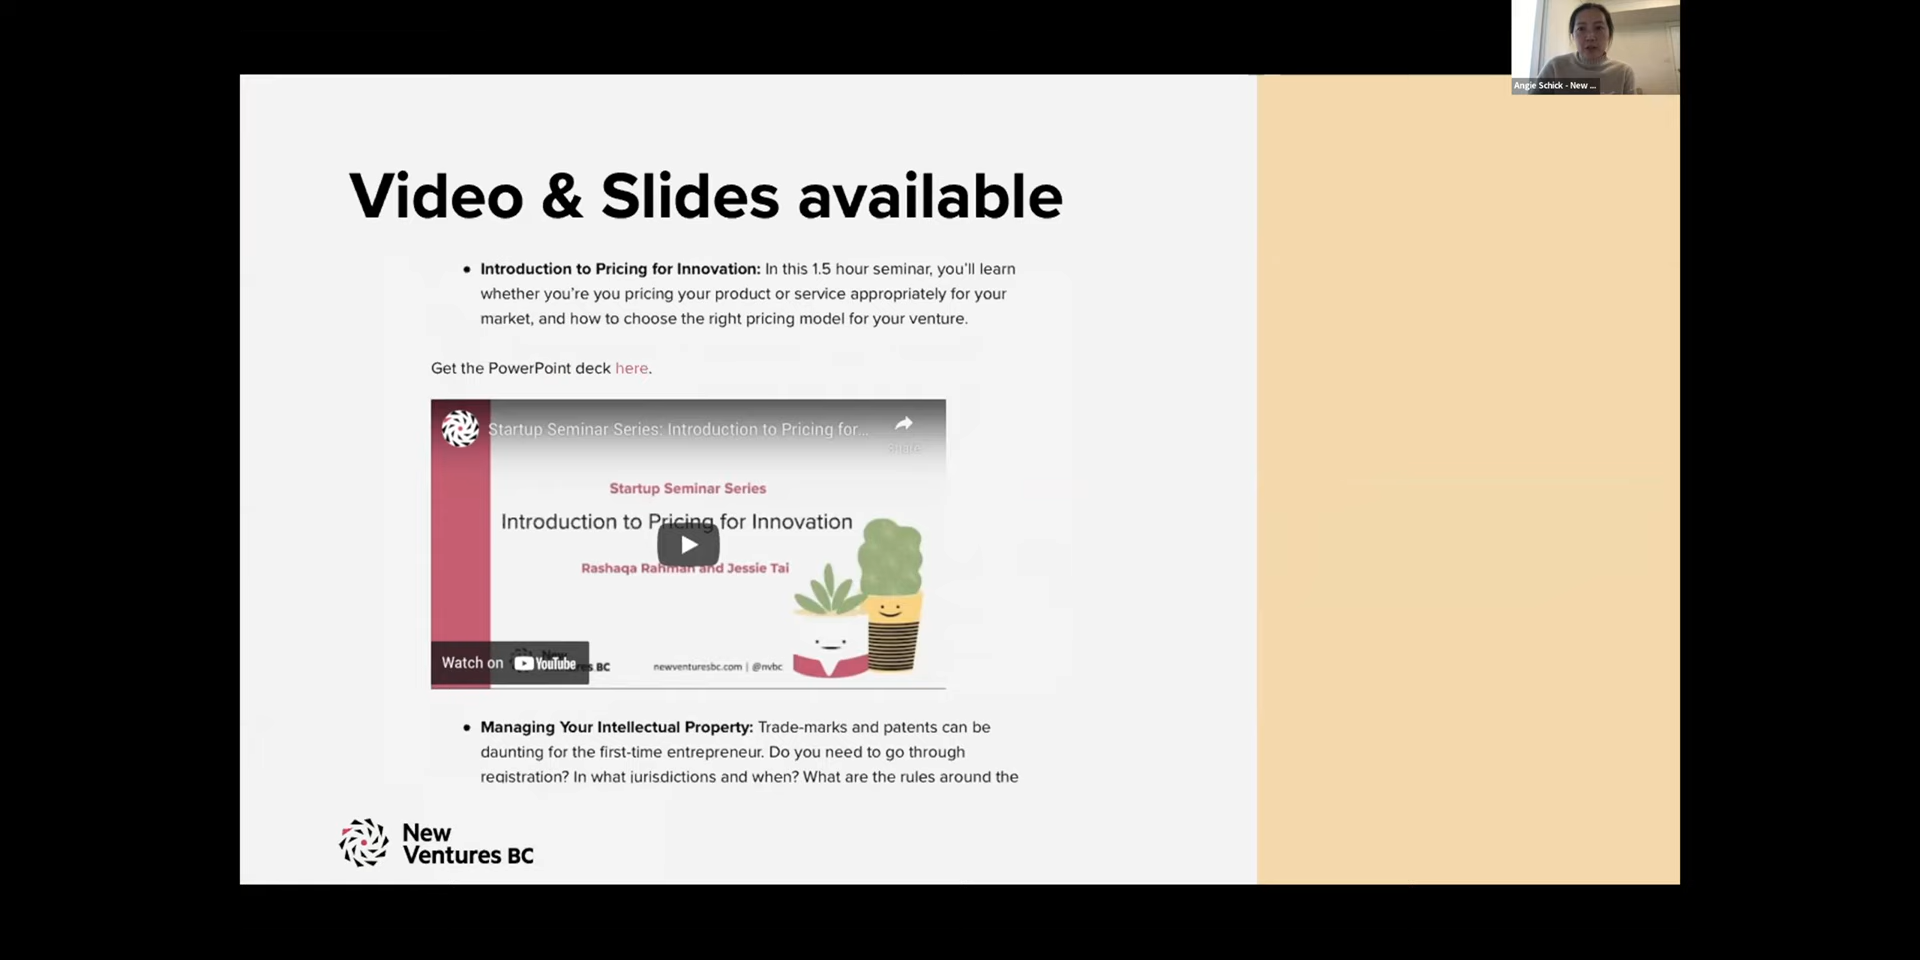 Angie Schick - New ...
Video & Slides available
• Introduction to Pricing for Innovation: In this 1.5 hour seminar, you'll learn
whether you're you pricing your product or service appropriately for your
market, and how to choose the right pricing model for your venture.
Get the PowerPoint deck here.
Startup Seminar Series: Introduction to Pricing for...
Share
Startup Seminar Series
Introduction to Pricing for Innovation
Rashaqa Rahman and Jessie Tai
Watch on YouTube
BC
newventuresbc.com | @nvbc
• Managing Your Intellectual Property: Trade-marks and patents can be
daunting for the first-time entrepreneur. Do you need to go through
registration? In what jurisdictions and when? What are the rules around the
New
Ventures BC